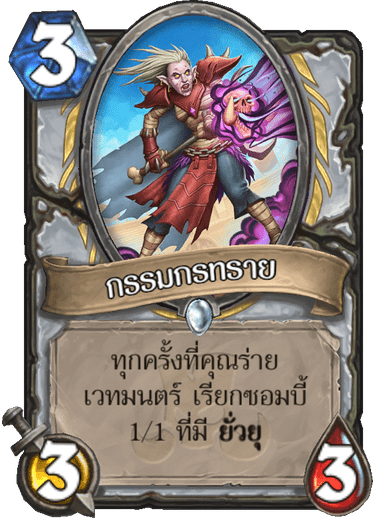 3
กรรมกรทราย
ทุกครั้งที่คุณร่าย
เวทมนตร์ เรียกซอมบี้
1/1 ที่มี ยั่วยุ
3
3